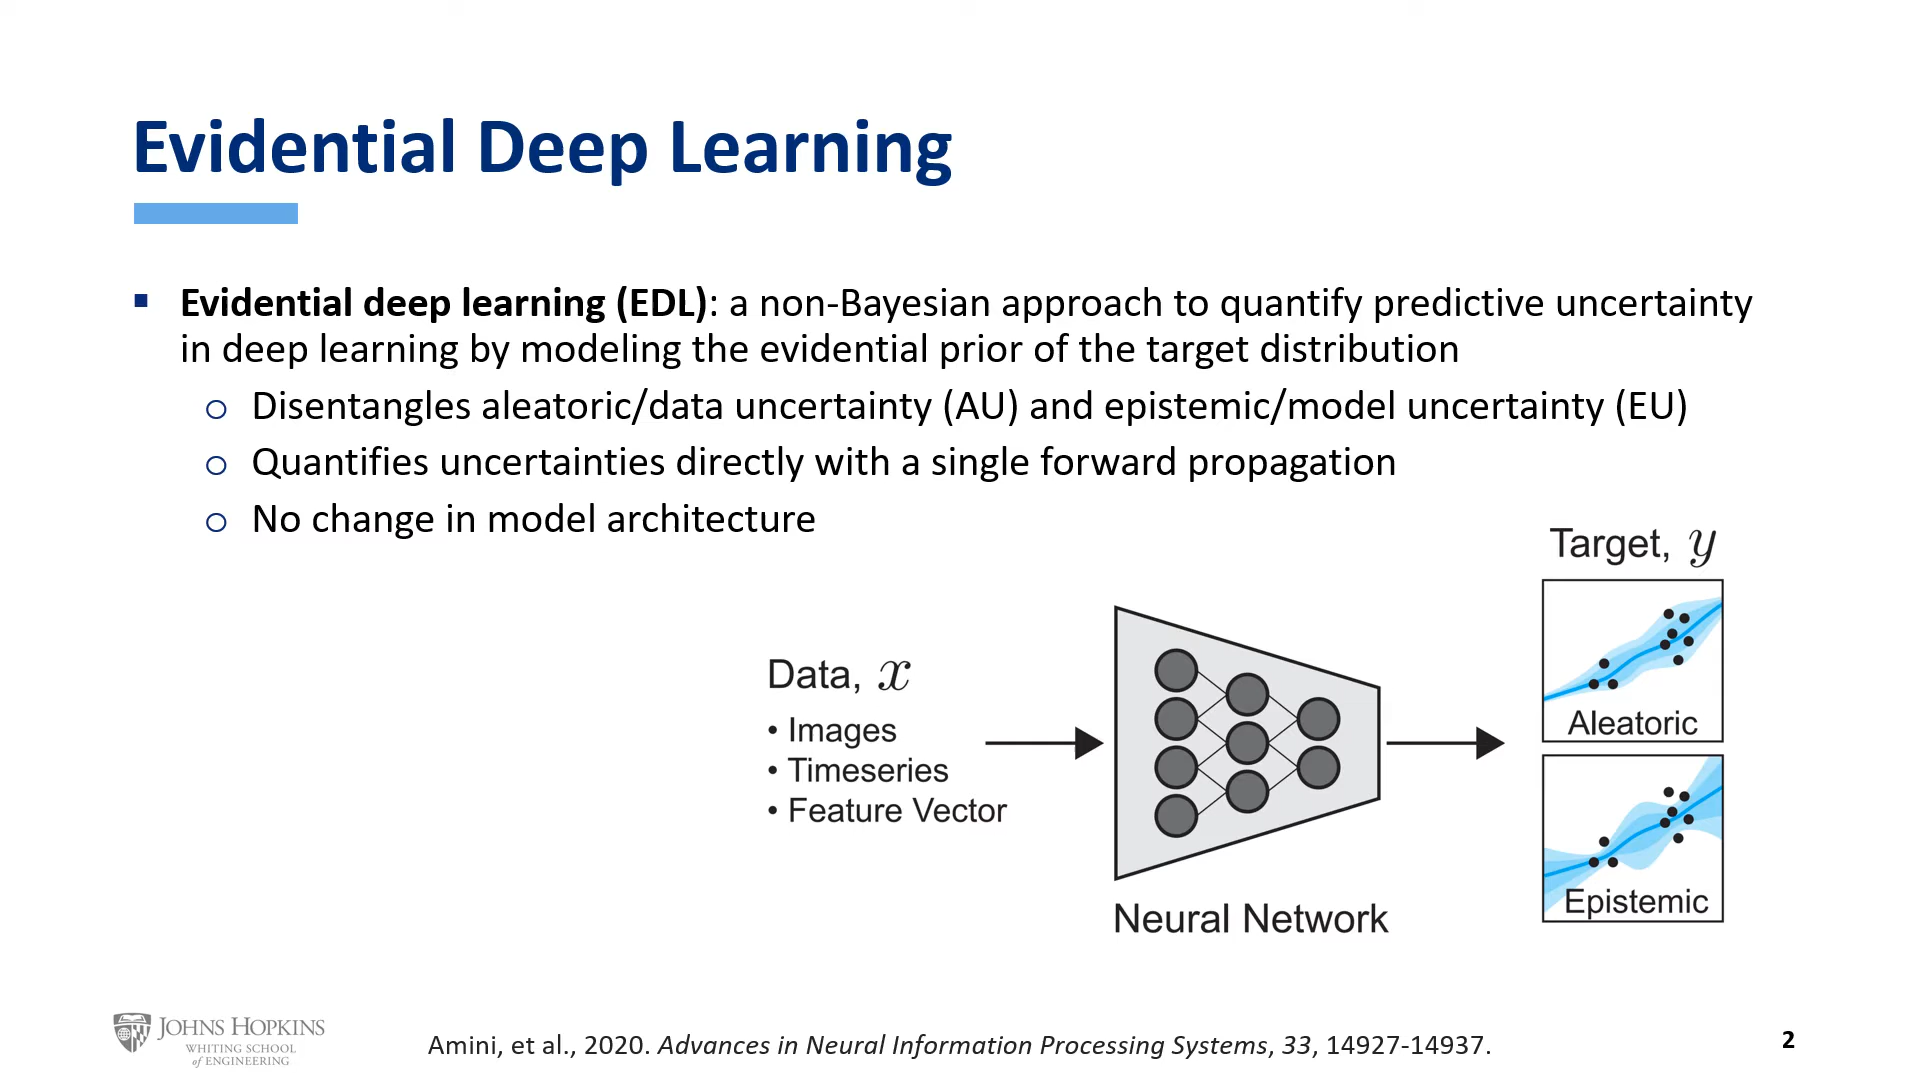 Evidential Deep Learning
▪ Evidential deep learning (EDL): a non-Bayesian approach to quantify predictive uncertainty
in deep learning by modeling the evidential prior of the target distribution
o Disentangles aleatoric/data uncertainty (AU) and epistemic/model uncertainty (EU)
o Quantifies uncertainties directly with a single forward propagation
o No change in model architecture
Target, y
Data, x
• Images
• Timeseries
• Feature Vector
Neural Network
Aleatoric
Epistemic
JOHNS HOPKINS
WHITING SCHOOL
of ENGINEERING
Amini, et al., 2020. Advances in Neural Information Processing Systems, 33, 14927-14937.
2